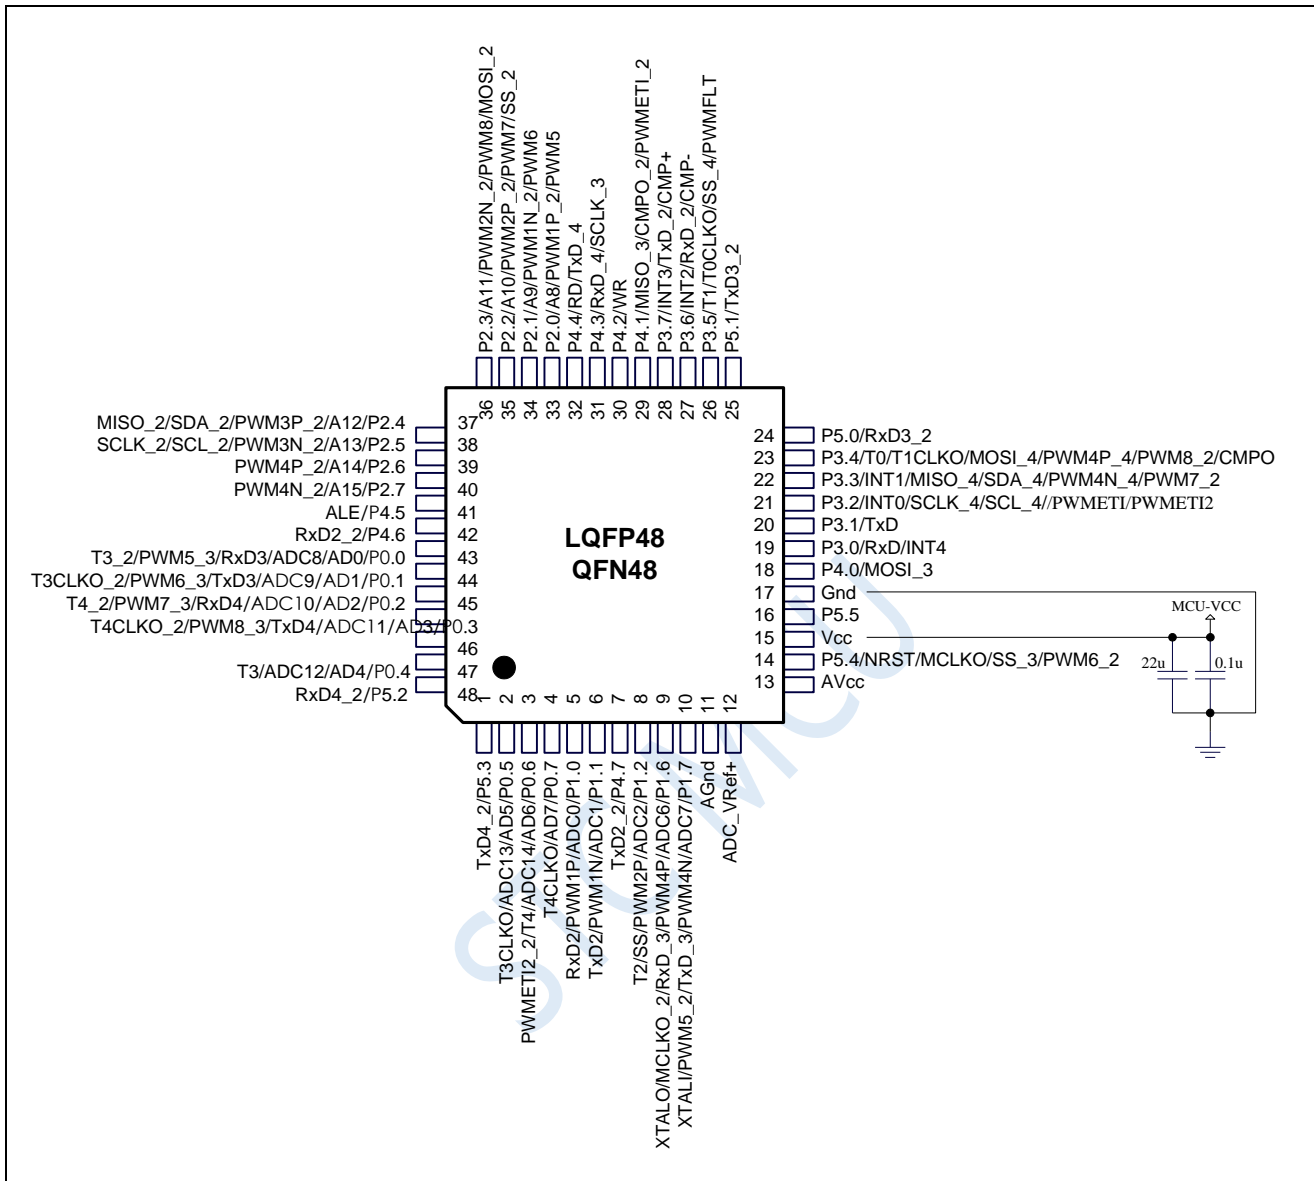 P2.3/A11/PWM2N_2/PWM8/MOSI_2
P2.2/A10/PWM2P_2/PWM7/SS_2
P2.1/A9/PWM1N_2/PWM6
P2.0/A8/PWM1P_2/PWM5
P4.4/RD/TxD_4
P4.3/RxD_4/SCLK_3
P4.2/WR
P4.1/MISO_3/CMPO_2/PWMETI_2
P3.7/INT3/TxD_2/CMP+
P3.6/INT2/RxD_2/CMP-
P3.5/T1/T0CLKO/SS_4/PWMFLT
P5.1/TxD3_2
36
35
34
33
32
31
30
29
28
27
26
25
MISO_2/SDA_2/PWM3P_2/A12/P2.4
SCLK_2/SCL_2/PWM3N_2/A13/P2.5
PWM4P_2/A14/P2.6
PWM4N_2/A15/P2.7
ALE/P4.5
RxD2_2/P4.6
T3_2/PWM5_3/RxD3/ADC8/AD0/P0.0
T3CLKO_2/PWM6_3/TxD3/ADC9/AD1/P0.1
T4_2/PWM7_3/RxD4/ADC10/AD2/P0.2
T4CLKO_2/PWM8_3/TxD4/ADC11/AD3/P0.3
T3/ADC12/AD4/P0.4
RxD4_2/P5.2
37
38
39
40
41
42
43
44
45
46
47
48
LQFP48
QFN48
24
23
22
21
20
19
18
17
16
15
14
13
P5.0/RxD3_2
P3.4/T0/T1CLKO/MOSI_4/PWM4P_4/PWM8_2/CMPO
P3.3/INT1/MISO_4/SDA_4/PWM4N_4/PWM7_2
P3.2/INT0/SCLK_4/SCL_4//PWMETI/PWMETI2
P3.1/TxD
P3.0/RxD/INT4
P4.0/MOSI_3
Gnd
P5.5
Vcc
P5.4/NRST/MCLKO/SS_3/PWM6_2
AVcc
MCU-VCC
22u
0.1u
1
2
3
4
5
6
7
8
9
10
11
12
TxD4_2/P5.3
T3CLKO/ADC13/AD5/P0.5
PWMETI2_2/T4/ADC14/AD6/P0.6
T4CLKO/AD7/P0.7
RxD2/PWM1P/ADC0/P1.0
TxD2/PWM1N/ADC1/P1.1
TxD2_2/P4.7
T2/SS/PWM2P/ADC2/P1.2
XTALO/MCLKO_2/RxD_3/PWM4P/ADC6/P1.6
XTALI/PWM5_2/TxD_3/PWM4N/ADC7/P1.7
AGnd
ADC_VRef+
STC MCU